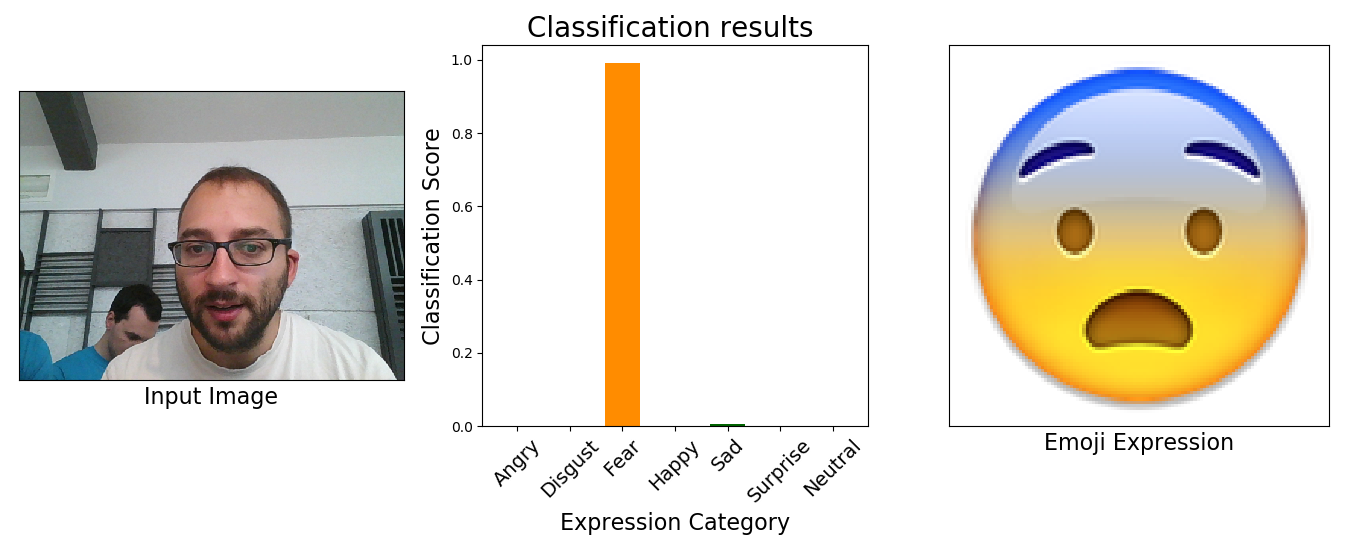 Classification results
Input Image
Classification Score
1.0
0.8
0.6
0.4
0.2
0.0
Angry
Disgust
Fear
Happy
Sad
Surprise
Neutral
Expression Category
Emoji Expression